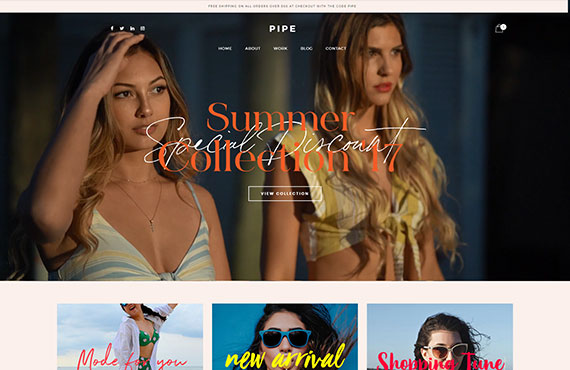 FREE SHIPPING ON ALL ORDERS OVER $50 AT CHECKOUT WITH THE CODE PIPE
PIPE
0
HOME ABOUT WORK BLOG CONTACT
Summer
Special Discount
Collection '17
VIEW COLLECTION
Mode for you
new arrival
Shopping Time